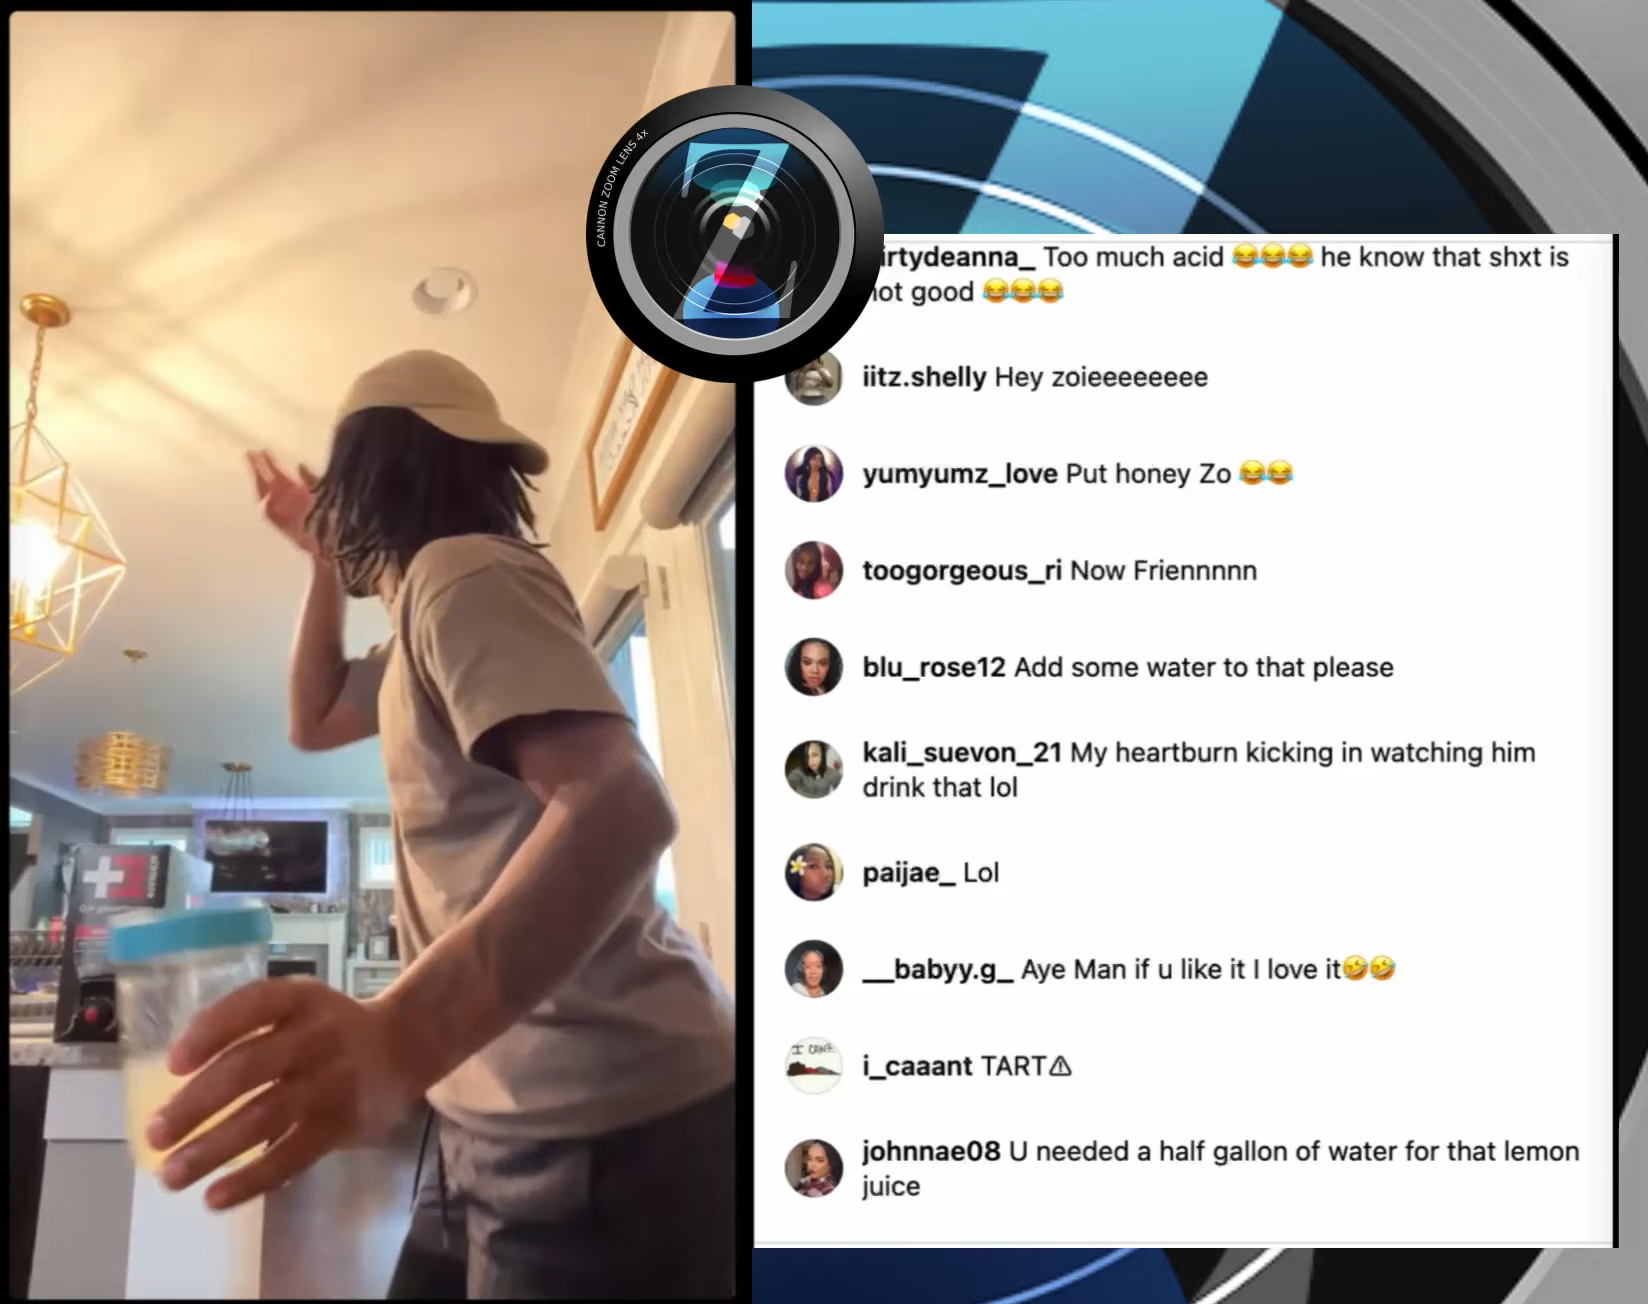 CANNON ZOOM LENS 4x
irtydeanna_ Too much acid 😂😂😂 he know that shxt is
not good 😂😂😂
iitz.shelly Hey zoieeeeeeee
yumyumz_love Put honey Zo 😂😂
toogorgeous_ri Now Friennnnn
blu_rose12 Add some water to that please
kali_suevon_21 My heartburn kicking in watching him
drink that lol
paijae_ Lol
__babyy.g_ Aye Man if u like it I love it🤣🤣
I CANT
i_caaant TART⚠
johnnae08 U needed a half gallon of water for that lemon
juice